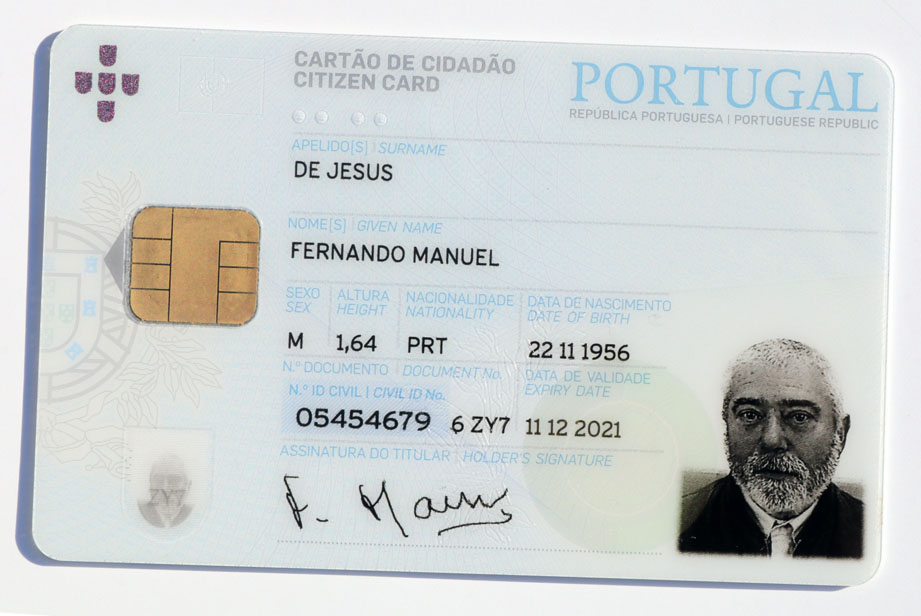 CARTÃO DE CIDADÃO
CITIZEN CARD
PORTUGAL
REPÚBLICA PORTUGUESA | PORTUGUESE REPUBLIC
APELIDO[S] | SURNAME
DE JESUS
NOME[S] | GIVEN NAME
FERNANDO MANUEL
SEXO ALTURA NACIONALIDADE DATA DE NASCIMENTO
SEX HEIGHT NATIONALITY DATE OF BIRTH
M 1,64 PRT 22 11 1956
N.º DOCUMENTO | DOCUMENT No. DATA DE VALIDADE
N.º ID CIVIL | CIVIL ID No. EXPIRY DATE
05454679 6 ZY7 11 12 2021
ASSINATURA DO TITULAR | HOLDER'S SIGNATURE